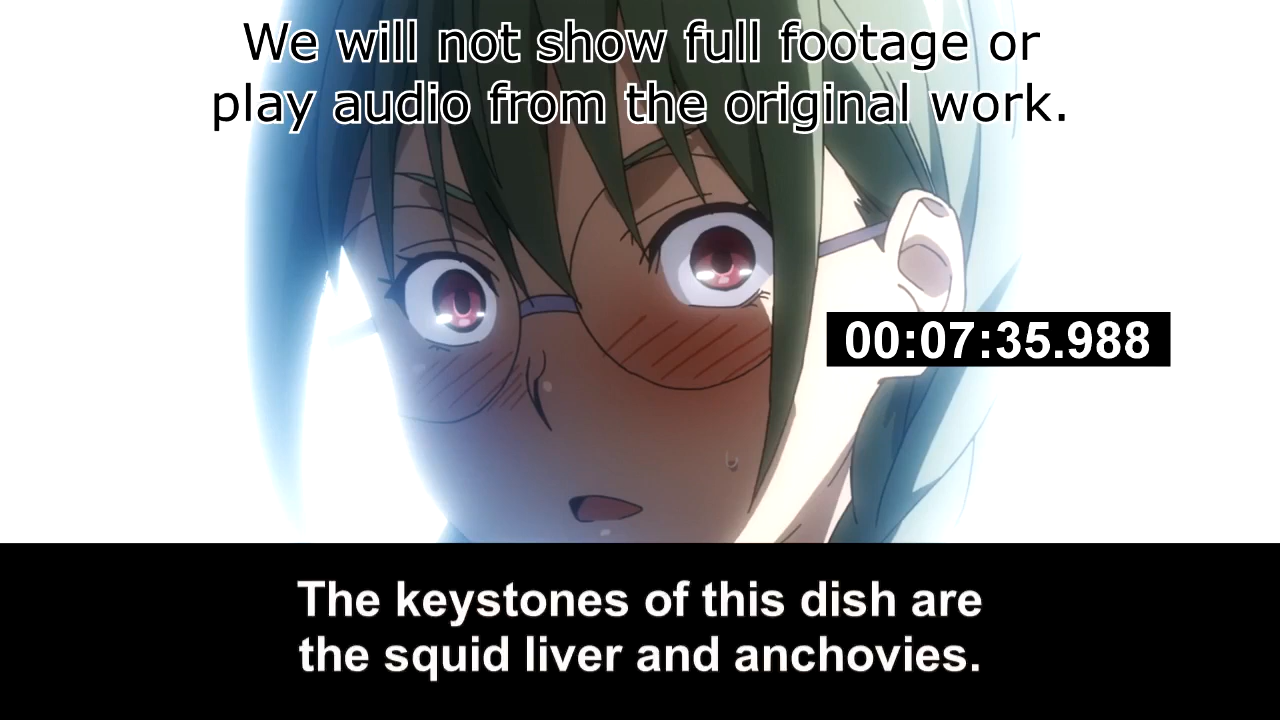 We will not show full footage or
play audio from the original work.
00:07:35.988
The keystones of this dish are
the squid liver and anchovies.